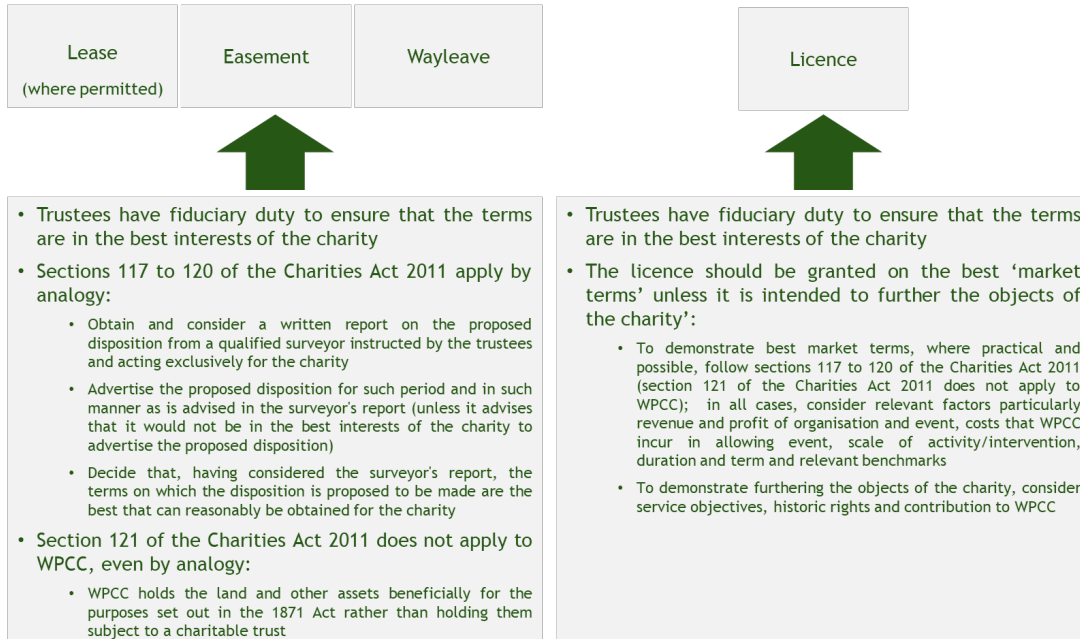 Lease
(where permitted)
Easement
Wayleave
Licence
• Trustees have fiduciary duty to ensure that the terms
are in the best interests of the charity
• Sections 117 to 120 of the Charities Act 2011 apply by
analogy:
• Obtain and consider a written report on the proposed
disposition from a qualified surveyor instructed by the trustees
and acting exclusively for the charity
• Advertise the proposed disposition for such period and in such
manner as is advised in the surveyor's report (unless it advises
that it would not be in the best interests of the charity to
advertise the proposed disposition)
• Decide that, having considered the surveyor's report, the
terms on which the disposition is proposed to be made are the
best that can reasonably be obtained for the charity
• Section 121 of the Charities Act 2011 does not apply to
WPCC, even by analogy:
• WPCC holds the land and other assets beneficially for the
purposes set out in the 1871 Act rather than holding them
subject to a charitable trust
• Trustees have fiduciary duty to ensure that the terms
are in the best interests of the charity
• The licence should be granted on the best ‘market
terms’ unless it is intended to further the objects of
the charity’:
• To demonstrate best market terms, where practical and
possible, follow sections 117 to 120 of the Charities Act 2011
(section 121 of the Charities Act 2011 does not apply to
WPCC); in all cases, consider relevant factors particularly
revenue and profit of organisation and event, costs that WPCC
incur in allowing event, scale of activity/intervention,
duration and term and relevant benchmarks
• To demonstrate furthering the objects of the charity, consider
service objectives, historic rights and contribution to WPCC